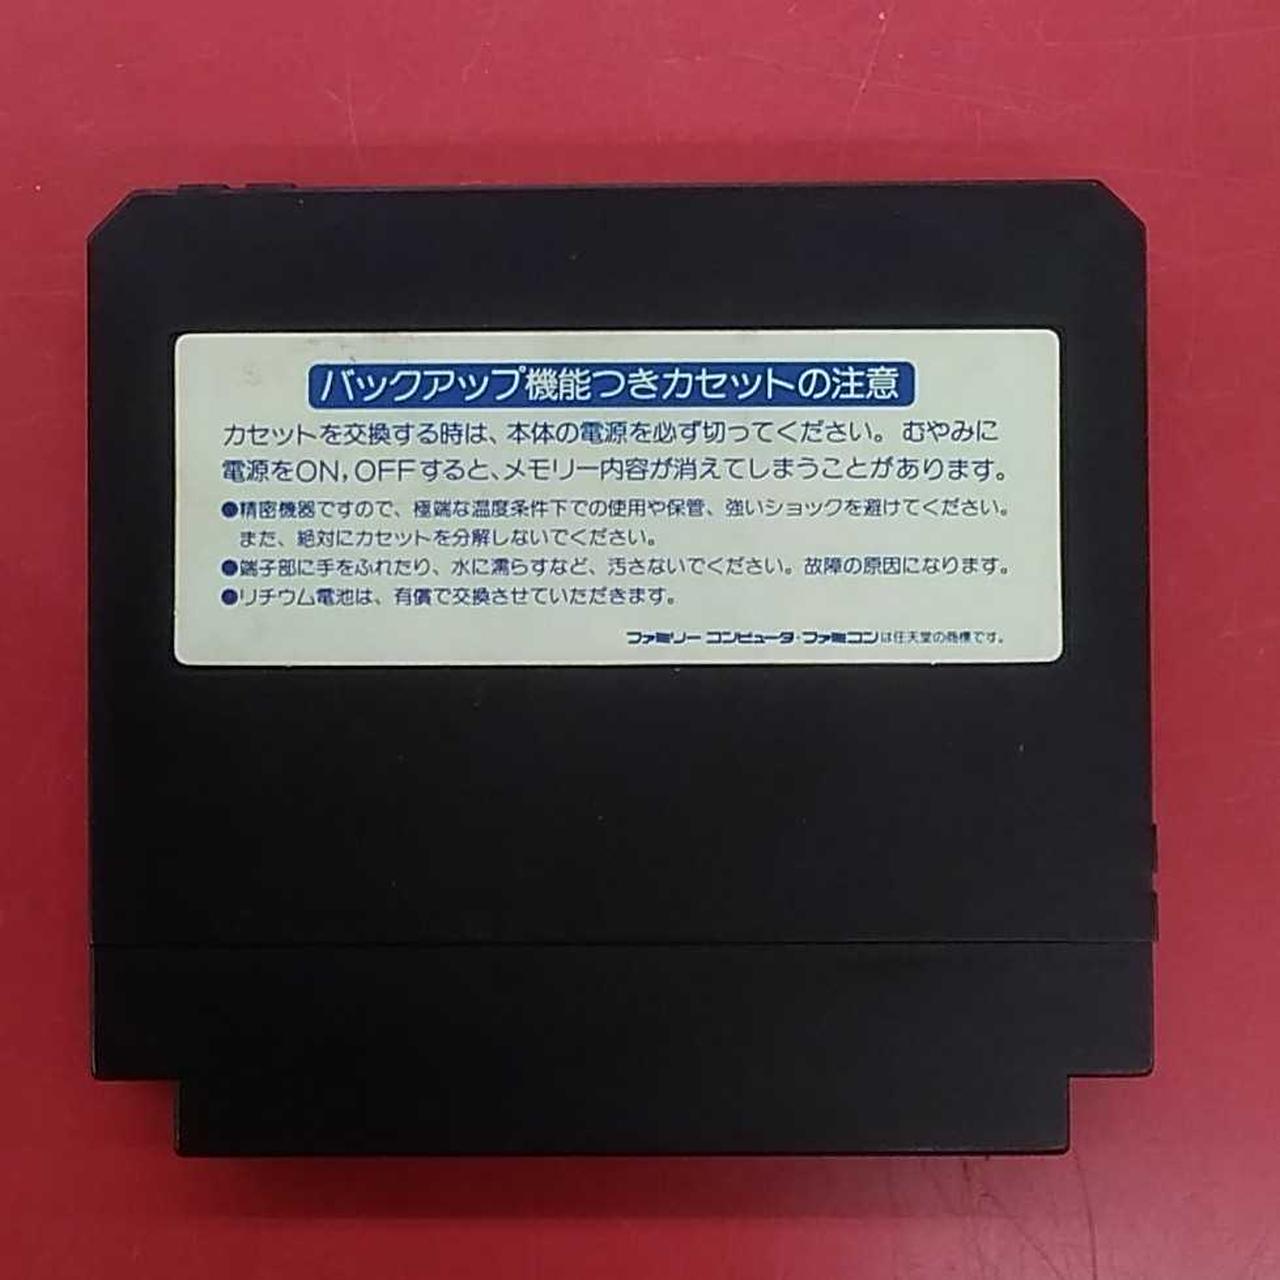 バックアップ機能つきカセットの注意
カセットを交換する時は、本体の電源を必ず切ってください。むやみに
電源をON,OFFすると、メモリー内容が消えてしまうことがあります。
●精密機器ですので、極端な温度条件下での使用や保管、強いショックを避けてください。
また、絶対にカセットを分解しないでください。
●端子部に手をふれたり、水に濡らすなど、汚さないでください。故障の原因になります。
●リチウム電池は、有償で交換させていただきます。
ファミリーコンピュータ・ファミコンは任天堂の商標です。